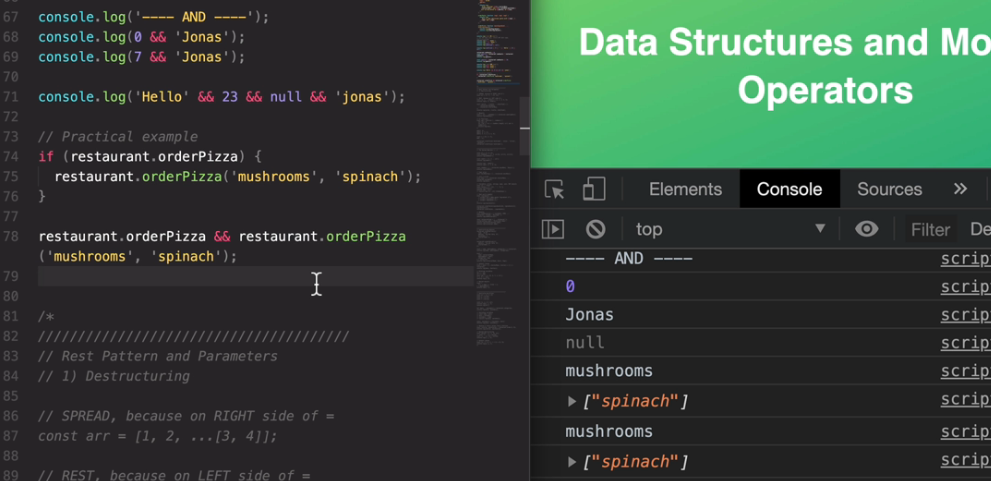 67 console.log('---- AND ----');
68 console.log(0 && 'Jonas');
69 console.log(7 && 'Jonas');
70
71 console.log('Hello' && 23 && null && 'jonas');
72
73 // Practical example
74 if (restaurant.orderPizza) {
75 restaurant.orderPizza('mushrooms', 'spinach');
76 }
77
78 restaurant.orderPizza && restaurant.orderPizza
('mushrooms', 'spinach');
79
80
81 /*
82 ///////////////////////////////////////
83 // Rest Pattern and Parameters
84 // 1) Destructuring
85
86 // SPREAD, because on RIGHT side of =
87 const arr = [1, 2, ...[3, 4]];
88
89 // REST, because on LEFT side of =
Data Structures and Mo
Operators
Elements Console Sources »
top Filter De
---- AND ---- scrip
0 scrip
Jonas scrip
null scrip
mushrooms scrip
▶ ["spinach"] scrip
mushrooms scrip
▶ ["spinach"] scrip